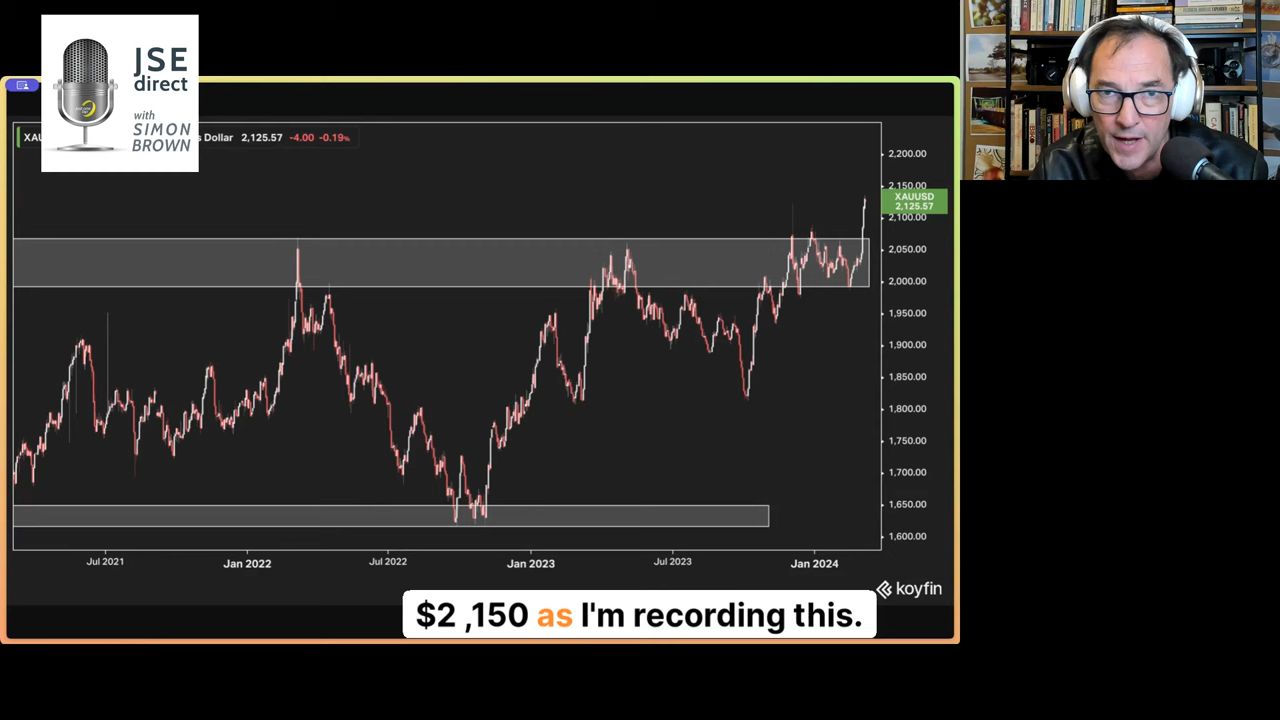 JSE
direct
with
SIMON
BROWN
XAU
s Dollar 2,125.57 -4.00 -0.19%
2,200.00
2,150.00
XAUUSD
2,125.57
2,100.00
2,050.00
2,000.00
1,950.00
1,900.00
1,850.00
1,800.00
1,750.00
1,700.00
1,650.00
1,600.00
Jul 2021
Jan 2022
Jul 2022
Jan 2023
Jul 2023
Jan 2024
koyfin
$2 ,150 as I'm recording this.